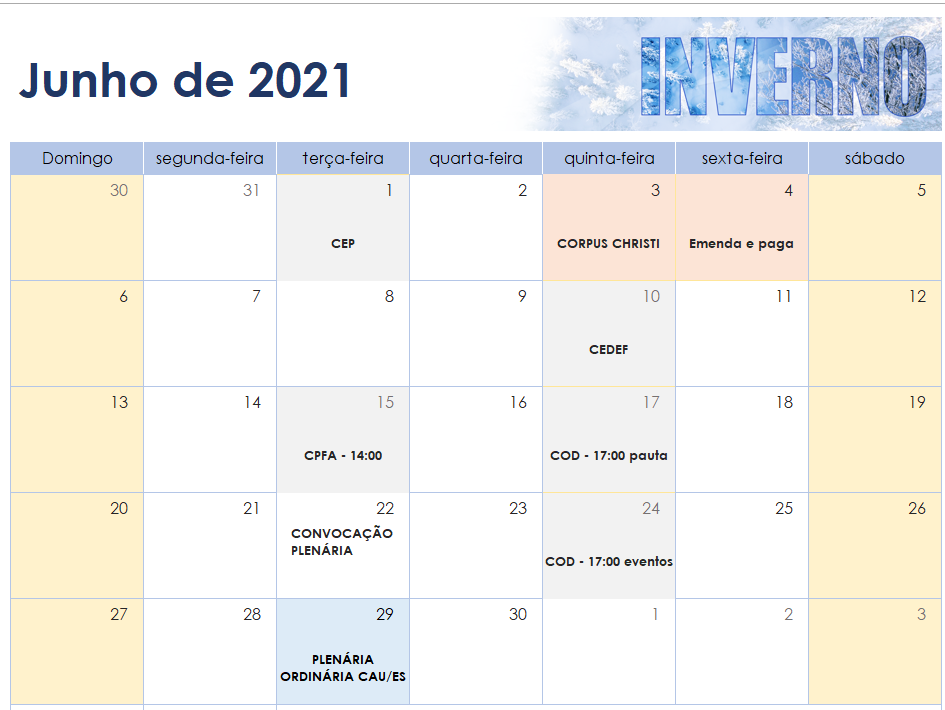 Junho de 2021
INVERNO
Domingo segunda-feira terça-feira quarta-feira quinta-feira sexta-feira sábado
30 31 1 2 3 4 5
CEP CORPUS CHRISTI Emenda e paga
6 7 8 9 10 11 12
CEDEF
13 14 15 16 17 18 19
CPFA - 14:00 COD - 17:00 pauta
20 21 22 23 24 25 26
CONVOCAÇÃO
PLENÁRIA
COD - 17:00 eventos
27 28 29 30 1 2 3
PLENÁRIA
ORDINÁRIA CAU/ES